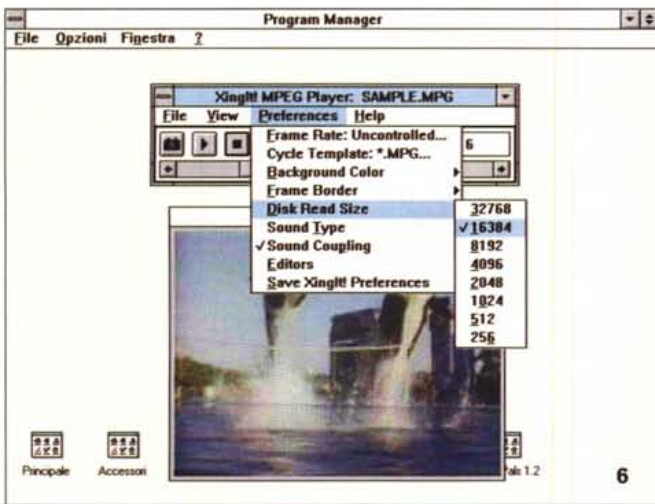 Program Manager
File Opzioni Finestra ?
XingIt! MPEG Player: SAMPLE.MPG
File View Preferences Help
6
Frame Rate: Uncontrolled...
Cycle Template: *.MPG...
Background Color
Frame Border
Disk Read Size
Sound Type
✓Sound Coupling
Editors
Save XingIt! Preferences
32768
✓16384
8192
4096
2048
1024
512
256
Principale
Accessori
1.2
6